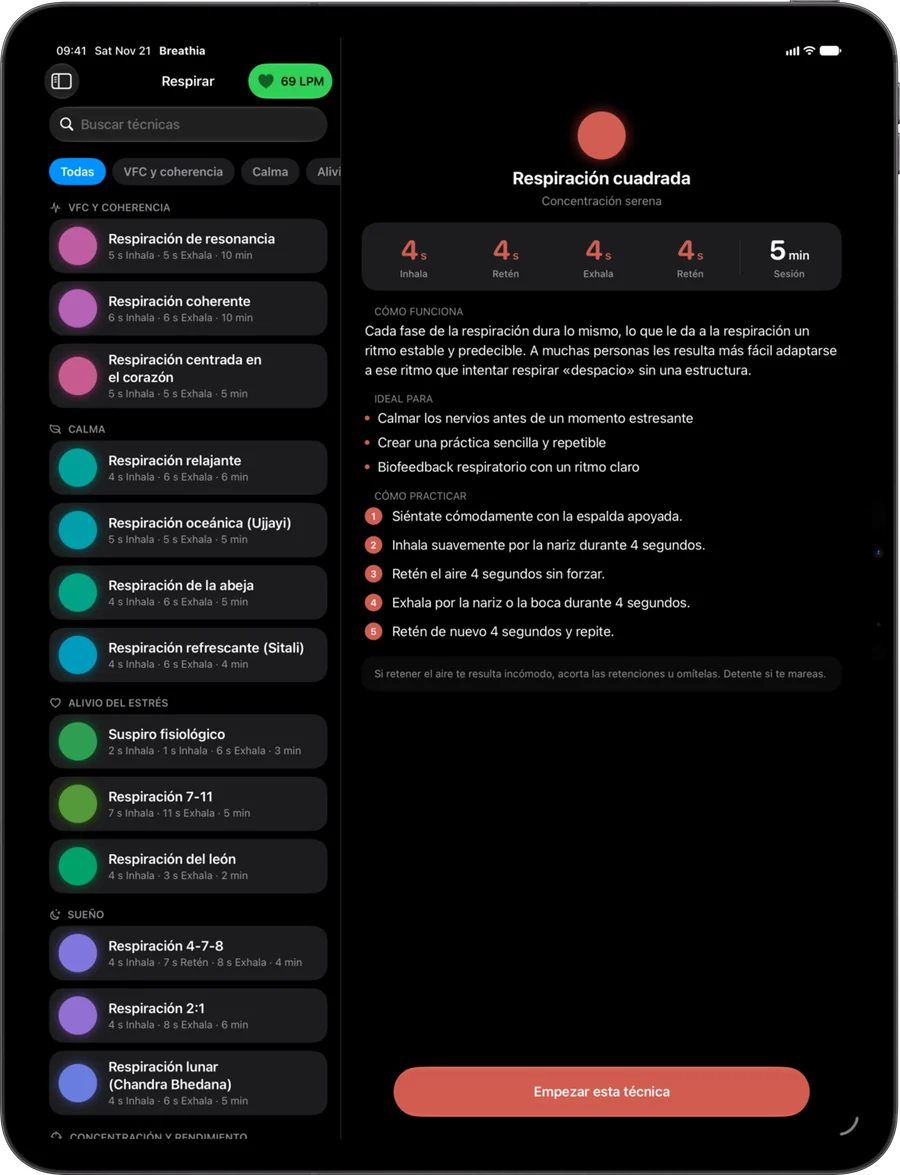 09:41 Sat Nov 21 Breathia
Respirar
69 LPM
Buscar técnicas
Todas
VFC y coherencia
Calma
Alivi
VFC Y COHERENCIA
Respiración de resonancia
5 s Inhala · 5 s Exhala · 10 min
Respiración coherente
6 s Inhala · 6 s Exhala · 10 min
Respiración centrada en
el corazón
5 s Inhala · 5 s Exhala · 5 min
CALMA
Respiración relajante
4 s Inhala · 6 s Exhala · 6 min
Respiración oceánica (Ujjayi)
5 s Inhala · 5 s Exhala · 5 min
Respiración de la abeja
4 s Inhala · 6 s Exhala · 5 min
Respiración refrescante (Sitali)
4 s Inhala · 6 s Exhala · 4 min
ALIVIO DEL ESTRÉS
Suspiro fisiológico
2 s Inhala · 1 s Inhala · 6 s Exhala · 3 min
Respiración 7-11
7 s Inhala · 11 s Exhala · 5 min
Respiración del león
4 s Inhala · 3 s Exhala · 2 min
SUEÑO
Respiración 4-7-8
4 s Inhala · 7 s Retén · 8 s Exhala · 4 min
Respiración 2:1
4 s Inhala · 8 s Exhala · 6 min
Respiración lunar
(Chandra Bhedana)
4 s Inhala · 6 s Exhala · 5 min
CONCENTRACIÓN Y RENDIMIENTO
Respiración cuadrada
Concentración serena
4 s
Inhala
4 s
Retén
4 s
Exhala
4 s
Retén
5 min
Sesión
CÓMO FUNCIONA
Cada fase de la respiración dura lo mismo, lo que le da a la respiración un
ritmo estable y predecible. A muchas personas les resulta más fácil adaptarse
a ese ritmo que intentar respirar «despacio» sin una estructura.
IDEAL PARA
• Calmar los nervios antes de un momento estresante
• Crear una práctica sencilla y repetible
• Biofeedback respiratorio con un ritmo claro
CÓMO PRACTICAR
1 Siéntate cómodamente con la espalda apoyada.
2 Inhala suavemente por la nariz durante 4 segundos.
3 Retén el aire 4 segundos sin forzar.
4 Exhala por la nariz o la boca durante 4 segundos.
5 Retén de nuevo 4 segundos y repite.
Si retener el aire te resulta incómodo, acorta las retenciones u omítelas. Detente si te mareas.
Empezar esta técnica